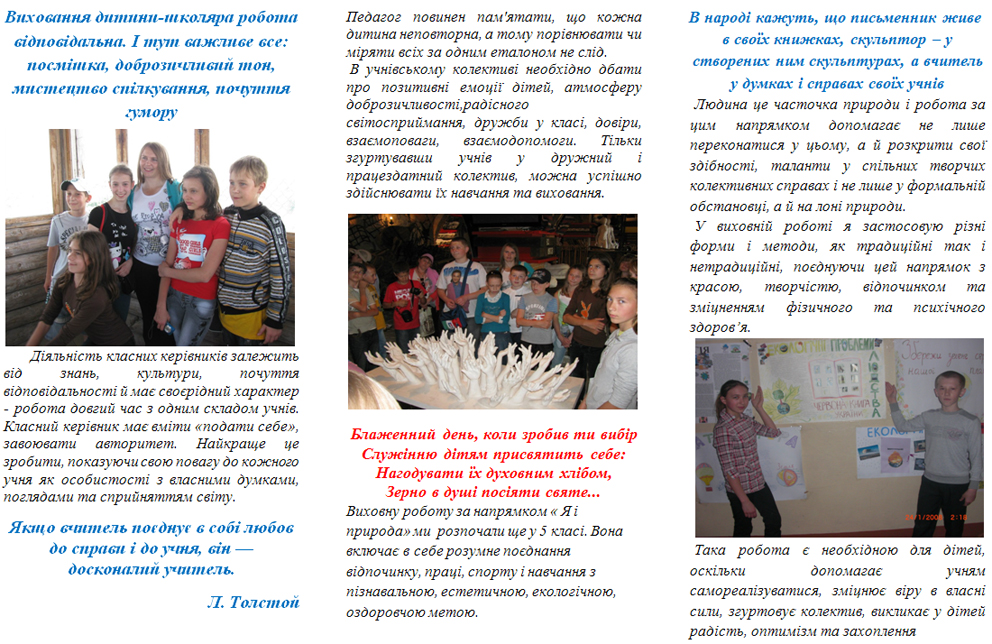 Виховання дитини-школяра робота
відповідальна. І тут важливе все:
посмішка, доброзичливий тон,
мистецтво спілкування, почуття
гумору
Діяльність класних керівників залежить
від знань, культури, почуття
відповідальності й має своєрідний характер
- робота довгий час з одним складом учнів.
Класний керівник має вміти «подати себе»,
завоювати авторитет. Найкраще це
зробити, показуючи свою повагу до кожного
учня як особистості з власними думками,
поглядами та сприйняттям світу.
Якщо вчитель поєднує в собі любов
до справи і до учня, він —
досконалий учитель.
Л. Толстой
Педагог повинен пам'ятати, що кожна
дитина неповторна, а тому порівнювати чи
міряти всіх за одним еталоном не слід.
В учнівському колективі необхідно дбати
про позитивні емоції дітей, атмосферу
доброзичливості,радісного
світосприймання, дружби у класі, довіри,
взаємоповаги, взаємодопомоги. Тільки
згуртувавши учнів у дружний і
працездатний колектив, можна успішно
здійснювати їх навчання та виховання.
Блаженний день, коли зробив ти вибір
Служінню дітям присвятить себе:
Нагодувати їх духовним хлібом,
Зерно в душі посіяти святе...
Виховну роботу за напрямком « Я і
природа» ми розпочали ще у 5 класі. Вона
включає в себе розумне поєднання
відпочинку, праці, спорту і навчання з
пізнавальною, естетичною, екологічною,
оздоровчою метою.
В народі кажуть, що письменник живе
в своїх книжках, скульптор – у
створених ним скульптурах, а вчитель
у думках і справах своїх учнів
Людина це часточка природи і робота за
цим напрямком допомагає не лише
переконатися у цьому, а й розкрити свої
здібності, таланти у спільних творчих
колективних справах і не лише у формальній
обстановці, а й на лоні природи.
У виховній роботі я застосовую різні
форми і методи, як традиційні так і
нетрадиційні, поєднуючи цей напрямок з
красою, творчістю, відпочинком та
зміцненням фізичного та психічного
здоров’я.
ЧЕРВОНА КНИГА
УКРАЇНИ
Збережи
ЕКОЛО
Така робота є необхідною для дітей,
оскільки допомагає учням
самореалізуватися, зміцнює віру в власні
сили, згуртовує колектив, викликає у дітей
радість, оптимізм та захоплення